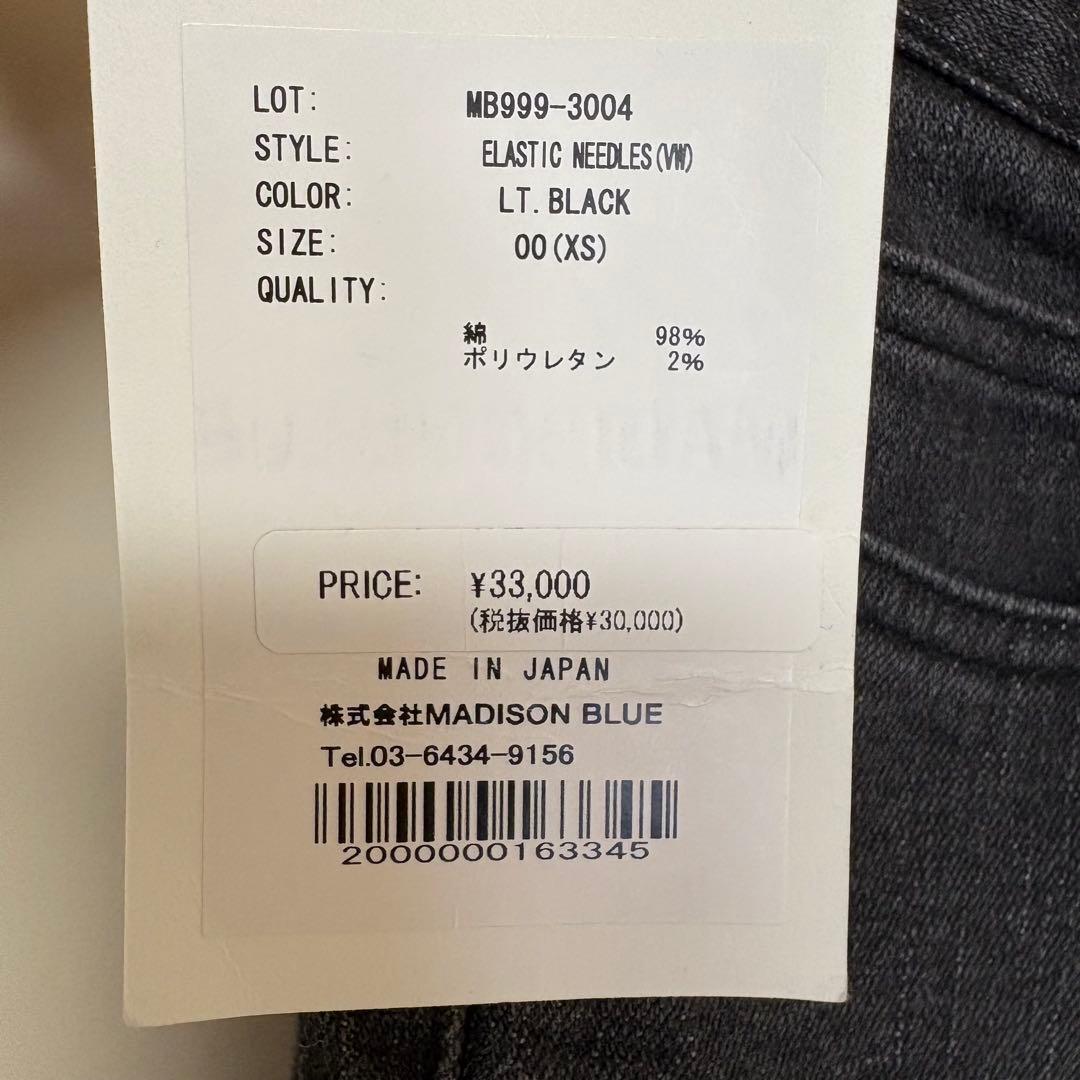 LOT: MB999-3004
STYLE: ELASTIC NEEDLES(VW)
COLOR: LT.BLACK
SIZE: 00(XS)
QUALITY:
綿 98%
ポリウレタン 2%
PRICE: ¥33,000
(税抜価格¥30,000)
MADE IN JAPAN
株式会社MADISON BLUE
Tel.03-6434-9156
2000000163345